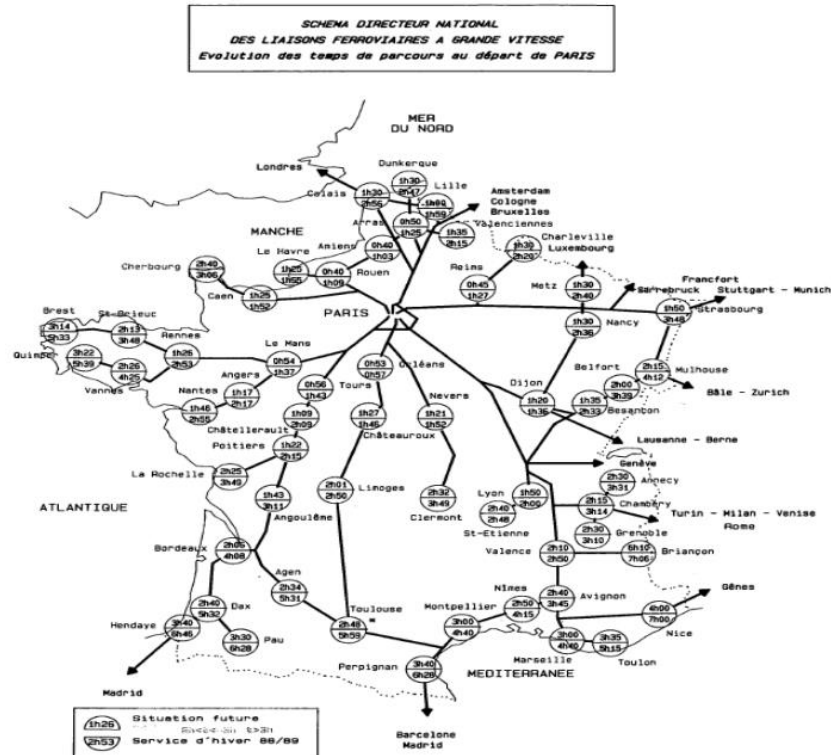 SCHEMA DIRECTEUR NATIONAL
DES LIAISONS FERROVIAIRES A GRANDE VITESSE
Evolution des temps de parcours au départ de PARIS
MER
DU NORD
Dunkerque
Londres
1h30
2h47
Lille
Calais
1h30
2h56
1h59
Amsterdam
Cologne
Bruxelles
Arras
0h50
1h25
1h35
2h15
Valenciennes
MANCHE
Amiens
0h40
1h03
1h30
2h20
Charleville
Luxembourg
Le Havre
Cherbourg
2h40
3h06
1h25
1h55
0h40
1h09
Rouen
Reims
0h45
1h27
Metz
1h30
2h40
Francfort
Sarrebruck
Stuttgart - Munich
Caen
1h25
1h52
PARIS
1h50
3h48
Strasbourg
1h30
2h36
Nancy
Brest
3h14
5h33
St-Brieuc
2h13
3h48
Rennes
1h26
2h53
Le Mans
0h54
1h37
Quimper
3h22
5h39
2h26
4h25
Vannes
Angers
1h17
2h17
Nantes
1h46
2h55
0h56
1h43
Tours
0h53
0h57
Orléans
Nevers
1h21
1h52
Dijon
1h20
1h36
Belfort
2h00
3h39
2h15
4h12
Mulhouse
Bâle - Zurich
1h35
2h33
Besançon
1h09
2h09
Châtellerault
1h27
1h46
Châteauroux
Poitiers
1h22
2h15
Lausanne - Berne
Genève
La Rochelle
2h25
3h49
2h01
2h50
Limoges
2h32
3h49
Clermont
Lyon
1h50
2h00
2h30
3h31
Annecy
2h15
3h14
Chambéry
ATLANTIQUE
1h43
3h11
Angoulême
2h40
2h48
St-Etienne
2h30
3h10
Grenoble
Turin - Milan - Venise
Rome
Bordeaux
2h05
4h08
Valence
2h10
2h50
6h10
7h06
Briançon
Agen
2h34
5h31
Nîmes
2h50
4h15
2h40
3h45
Avignon
Gênes
2h40
5h32
Dax
Toulouse
2h48
5h59
*
Montpellier
3h00
4h40
4h00
7h00
Nice
Hendaye
3h40
6h46
3h30
6h28
Pau
3h00
4h40
Marseille
3h35
5h15
Toulon
Perpignan
3h40
6h28
MEDITERRANEE
Madrid
Barcelone
Madrid
1h26
Situation future
2h53
Service d'hiver 88/89